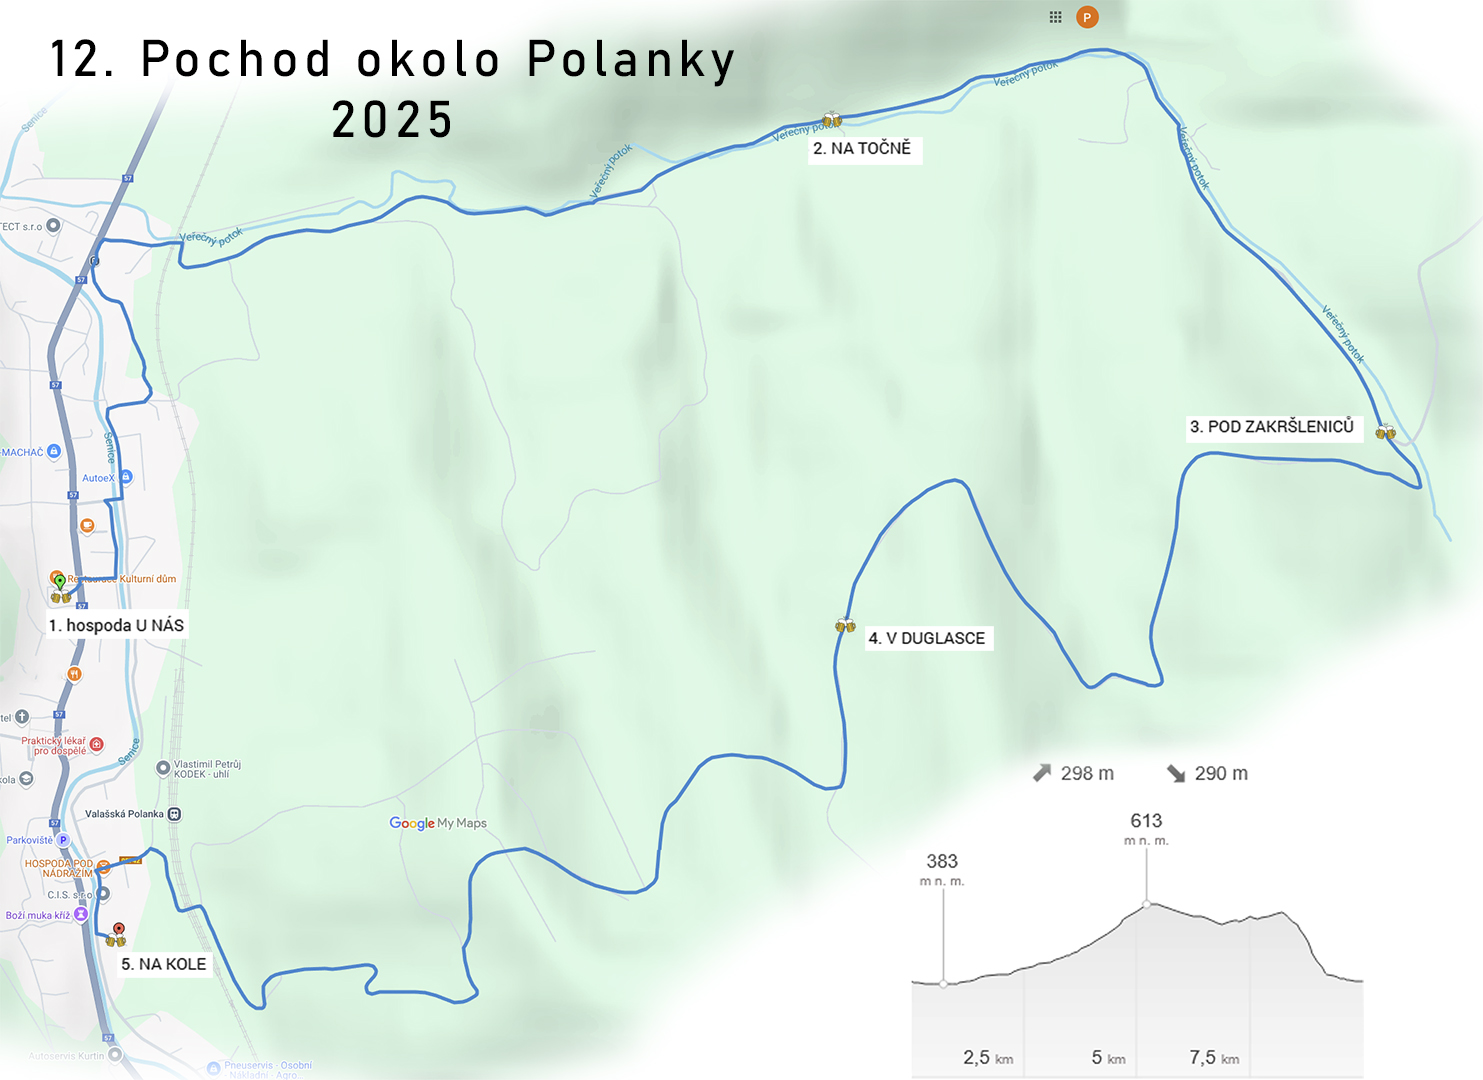 12. Pochod okolo Polanky
2025
P
Senice
57
Veřečný potok
Veřečný potok
Veřečný potok
2. NA TOČNĚ
Veřečný potok
Veřečný potok
TECT s.r.o
57
Veřečný potok
57
3. POD ZAKRŠLENICŮ
-MACHAČ
Senice
AutoeX
57
Restaurace Kulturní dům
57
1. hospoda U NÁS
4. V DUGLASCE
57
tel
Praktický lékař
pro dospělé
Senice
kola
Vlastimil Petrůj
KODEK - uhlí
Valašská Polanka
57
Parkoviště
P
Google My Maps
HOSPODA POD
NÁDRAŽÍM
C.I.S. s.r.o
Boží muka kříž
5. NA KOLE
57
Autoservis Kurtin
Pneuservis - Osobní
- Nákladní - Agro...
298 m
290 m
613
m n. m.
383
m n. m.
2,5 km
5 km
7,5 km